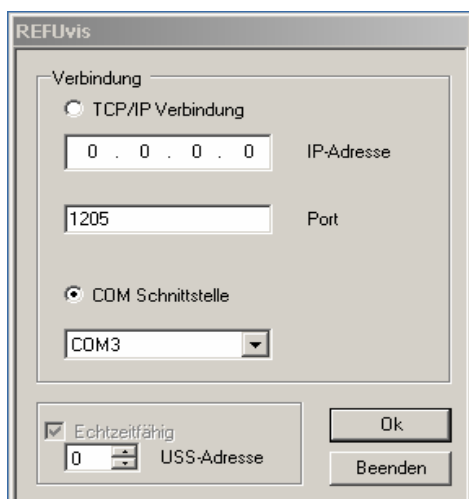 REFUvis
Verbindung
TCP/IP Verbindung
0 . 0 . 0 . 0 IP-Adresse
1205 Port
COM Schnittstelle
COM3
Echtzeitfähig Ok
0 USS-Adresse
Beenden